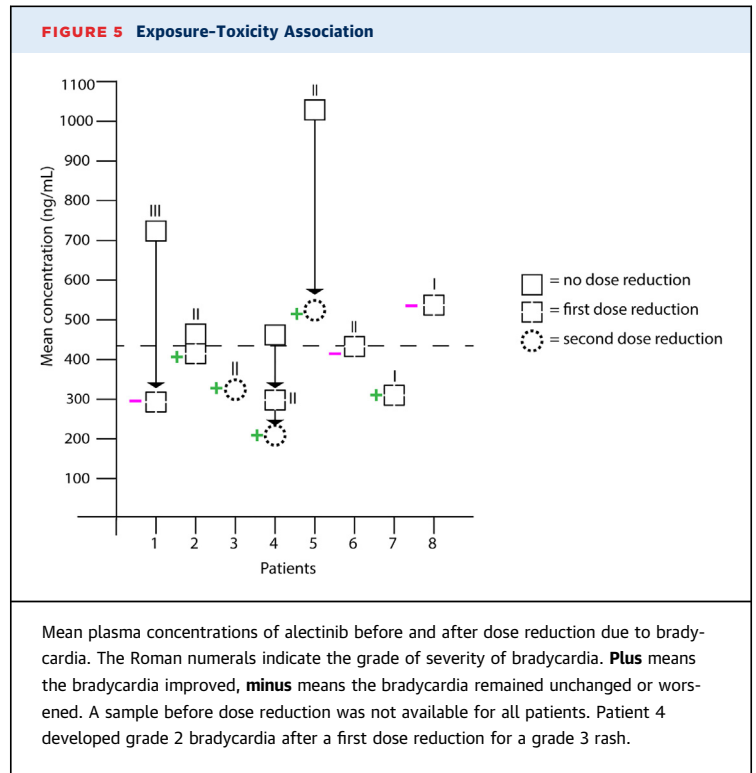 FIGURE 5 Exposure-Toxicity Association
Mean concentration (ng/mL)
1100
1000
900
800
700
600
500
400
300
200
100
III
II
II
II
II
II
I
I
+
+
+
+
+
−
−
−
1 2 3 4 5 6 7 8
Patients
= no dose reduction
= first dose reduction
= second dose reduction
Mean plasma concentrations of alectinib before and after dose reduction due to brady-
cardia. The Roman numerals indicate the grade of severity of bradycardia. Plus means
the bradycardia improved, minus means the bradycardia remained unchanged or wors-
ened. A sample before dose reduction was not available for all patients. Patient 4
developed grade 2 bradycardia after a first dose reduction for a grade 3 rash.